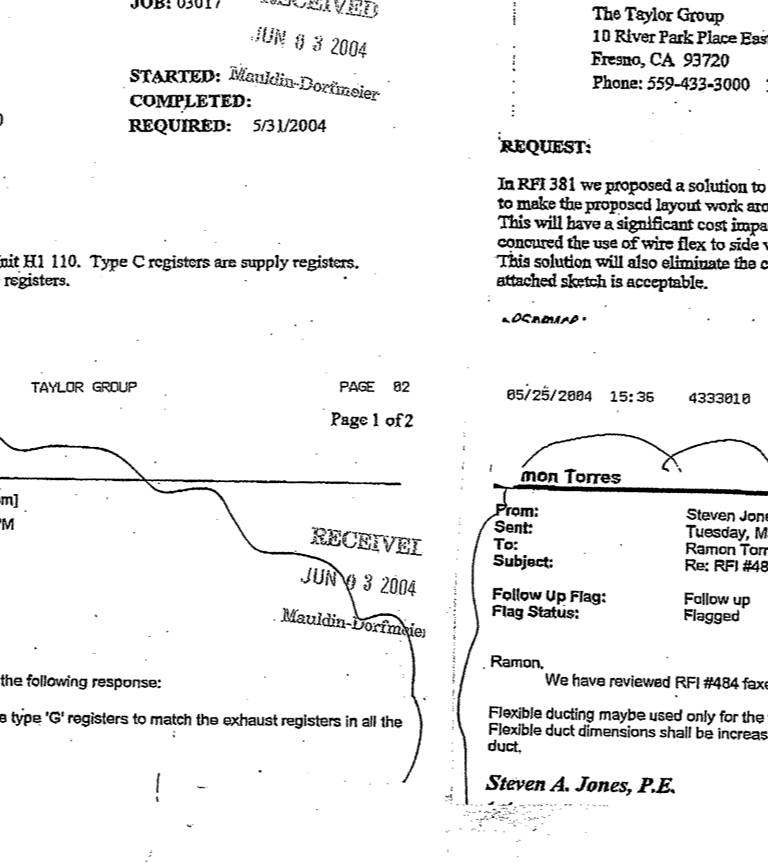 JOB: 03017
RECEIVED
JUN 03 2004
STARTED: Mauldin-Dorfmeier
COMPLETED:
REQUIRED: 5/31/2004
nit H1 110. Type C registers are supply registers.
registers.
The Taylor Group
10 River Park Place Eas
Fresno, CA 93720
Phone: 559-433-3000
REQUEST:
In RFI 381 we proposed a solution to
to make the proposed layout work aro
This will have a significant cost impa
concured the use of wire flex to side
This solution will also eliminate the c
attached sketch is acceptable.
TAYLOR GROUP PAGE 02
Page 1 of 2
m]
PM
RECEIVED
JUN 03 2004
Mauldin-Dorfmeier
the following response:
e type 'G' registers to match the exhaust registers in all the
05/25/2004 15:36 4333010
mon Torres
From: Steven Jone
Sent: Tuesday, M
To: Ramon Torr
Subject: Re: RFI #48
Follow Up Flag: Follow up
Flag Status: Flagged
Ramon,
We have reviewed RFI #484 faxe
Flexible ducting maybe used only for the
Flexible duct dimensions shall be increas
duct.
Steven A. Jones, P.E.